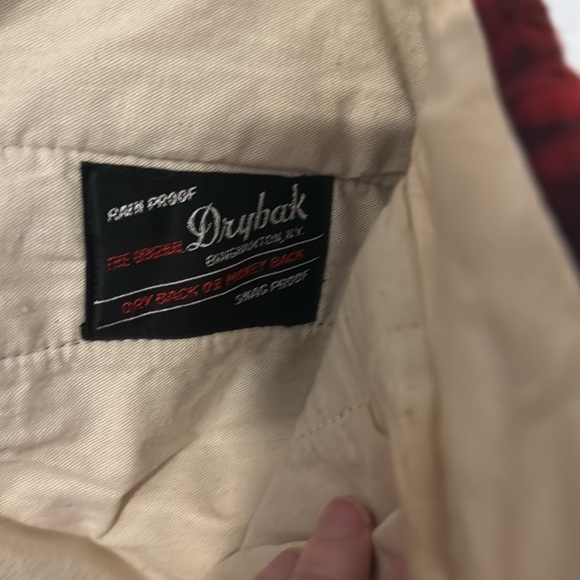 RAIN PROOF
THE ORIGINAL Drybak
BINGHAMTON, N.Y.
DRY BACK OR MONEY BACK
SNAG PROOF